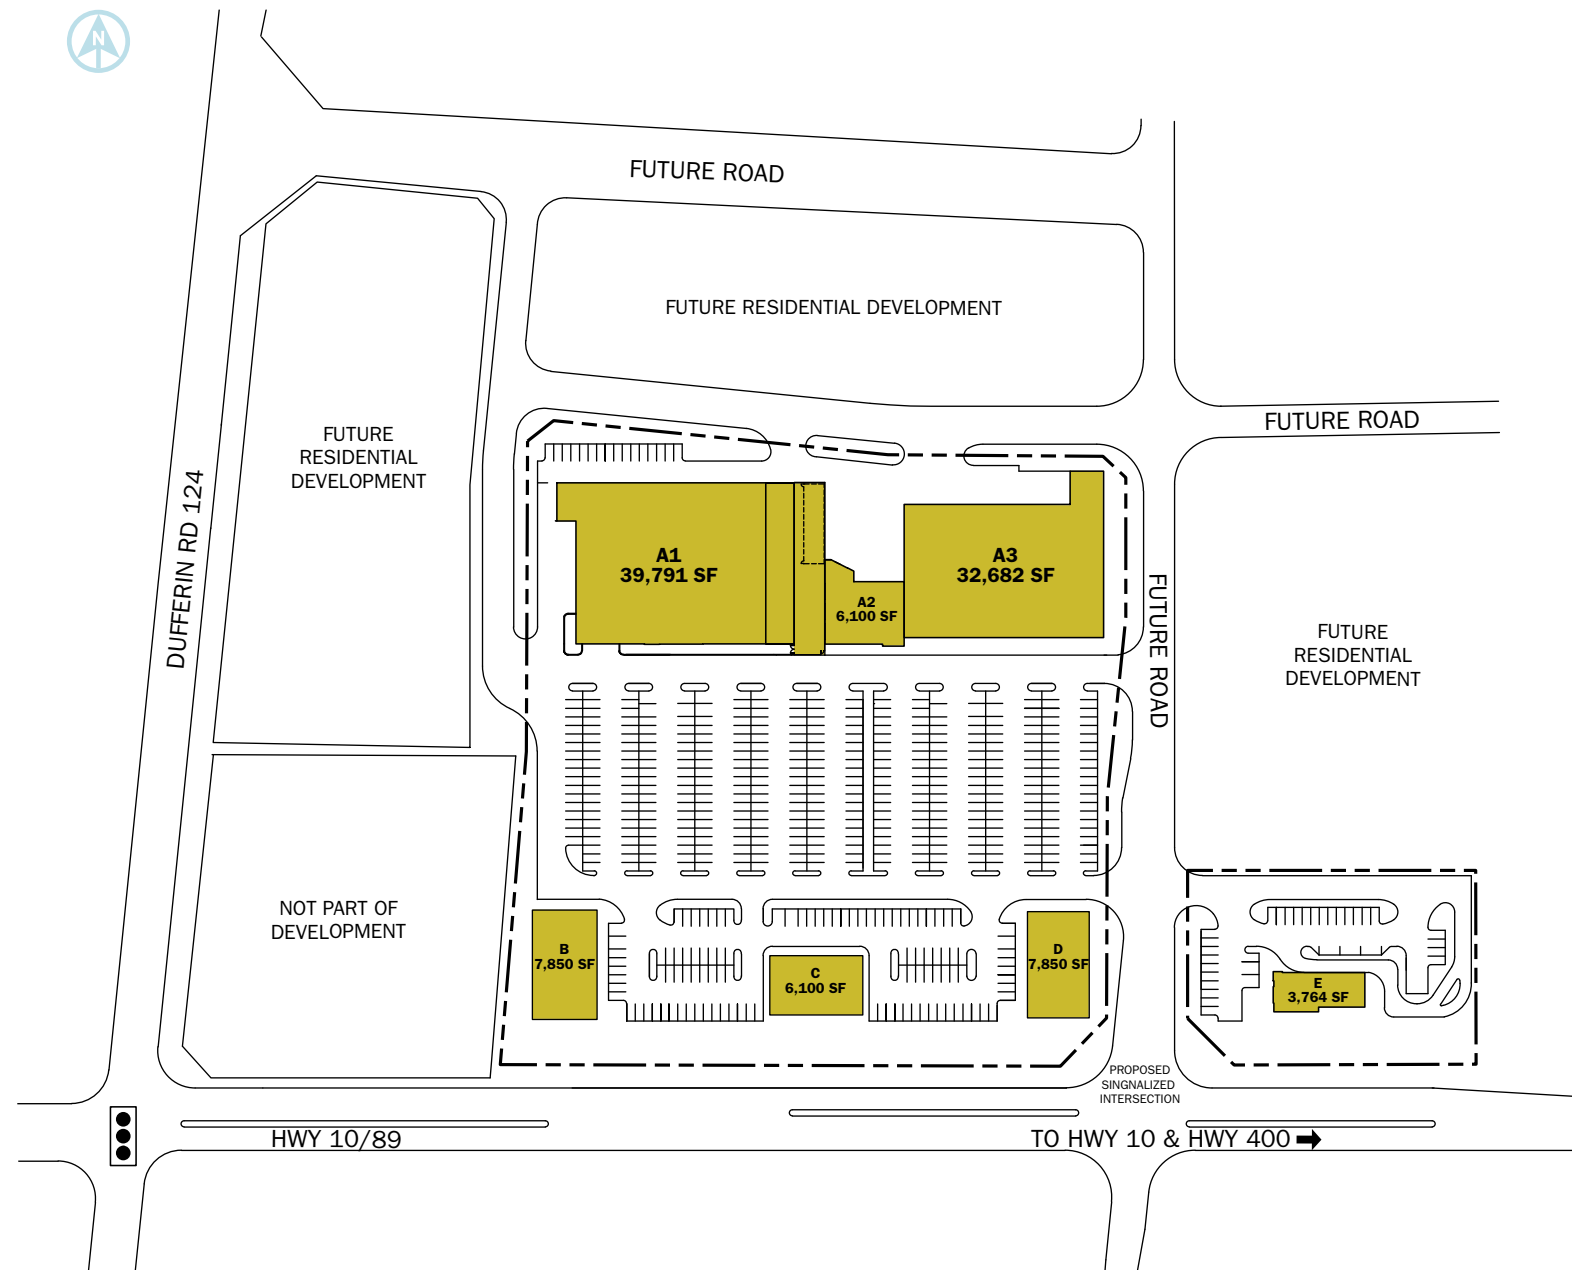 N
FUTURE ROAD
FUTURE RESIDENTIAL DEVELOPMENT
FUTURE ROAD
FUTURE
RESIDENTIAL
DEVELOPMENT
DUFFERIN RD 124
A1
39,791 SF
A2
6,100 SF
A3
32,682 SF
FUTURE ROAD
FUTURE
RESIDENTIAL
DEVELOPMENT
NOT PART OF
DEVELOPMENT
B
7,850 SF
C
6,100 SF
D
7,850 SF
E
3,764 SF
PROPOSED
SINGNALIZED
INTERSECTION
HWY 10/89
TO HWY 10 & HWY 400